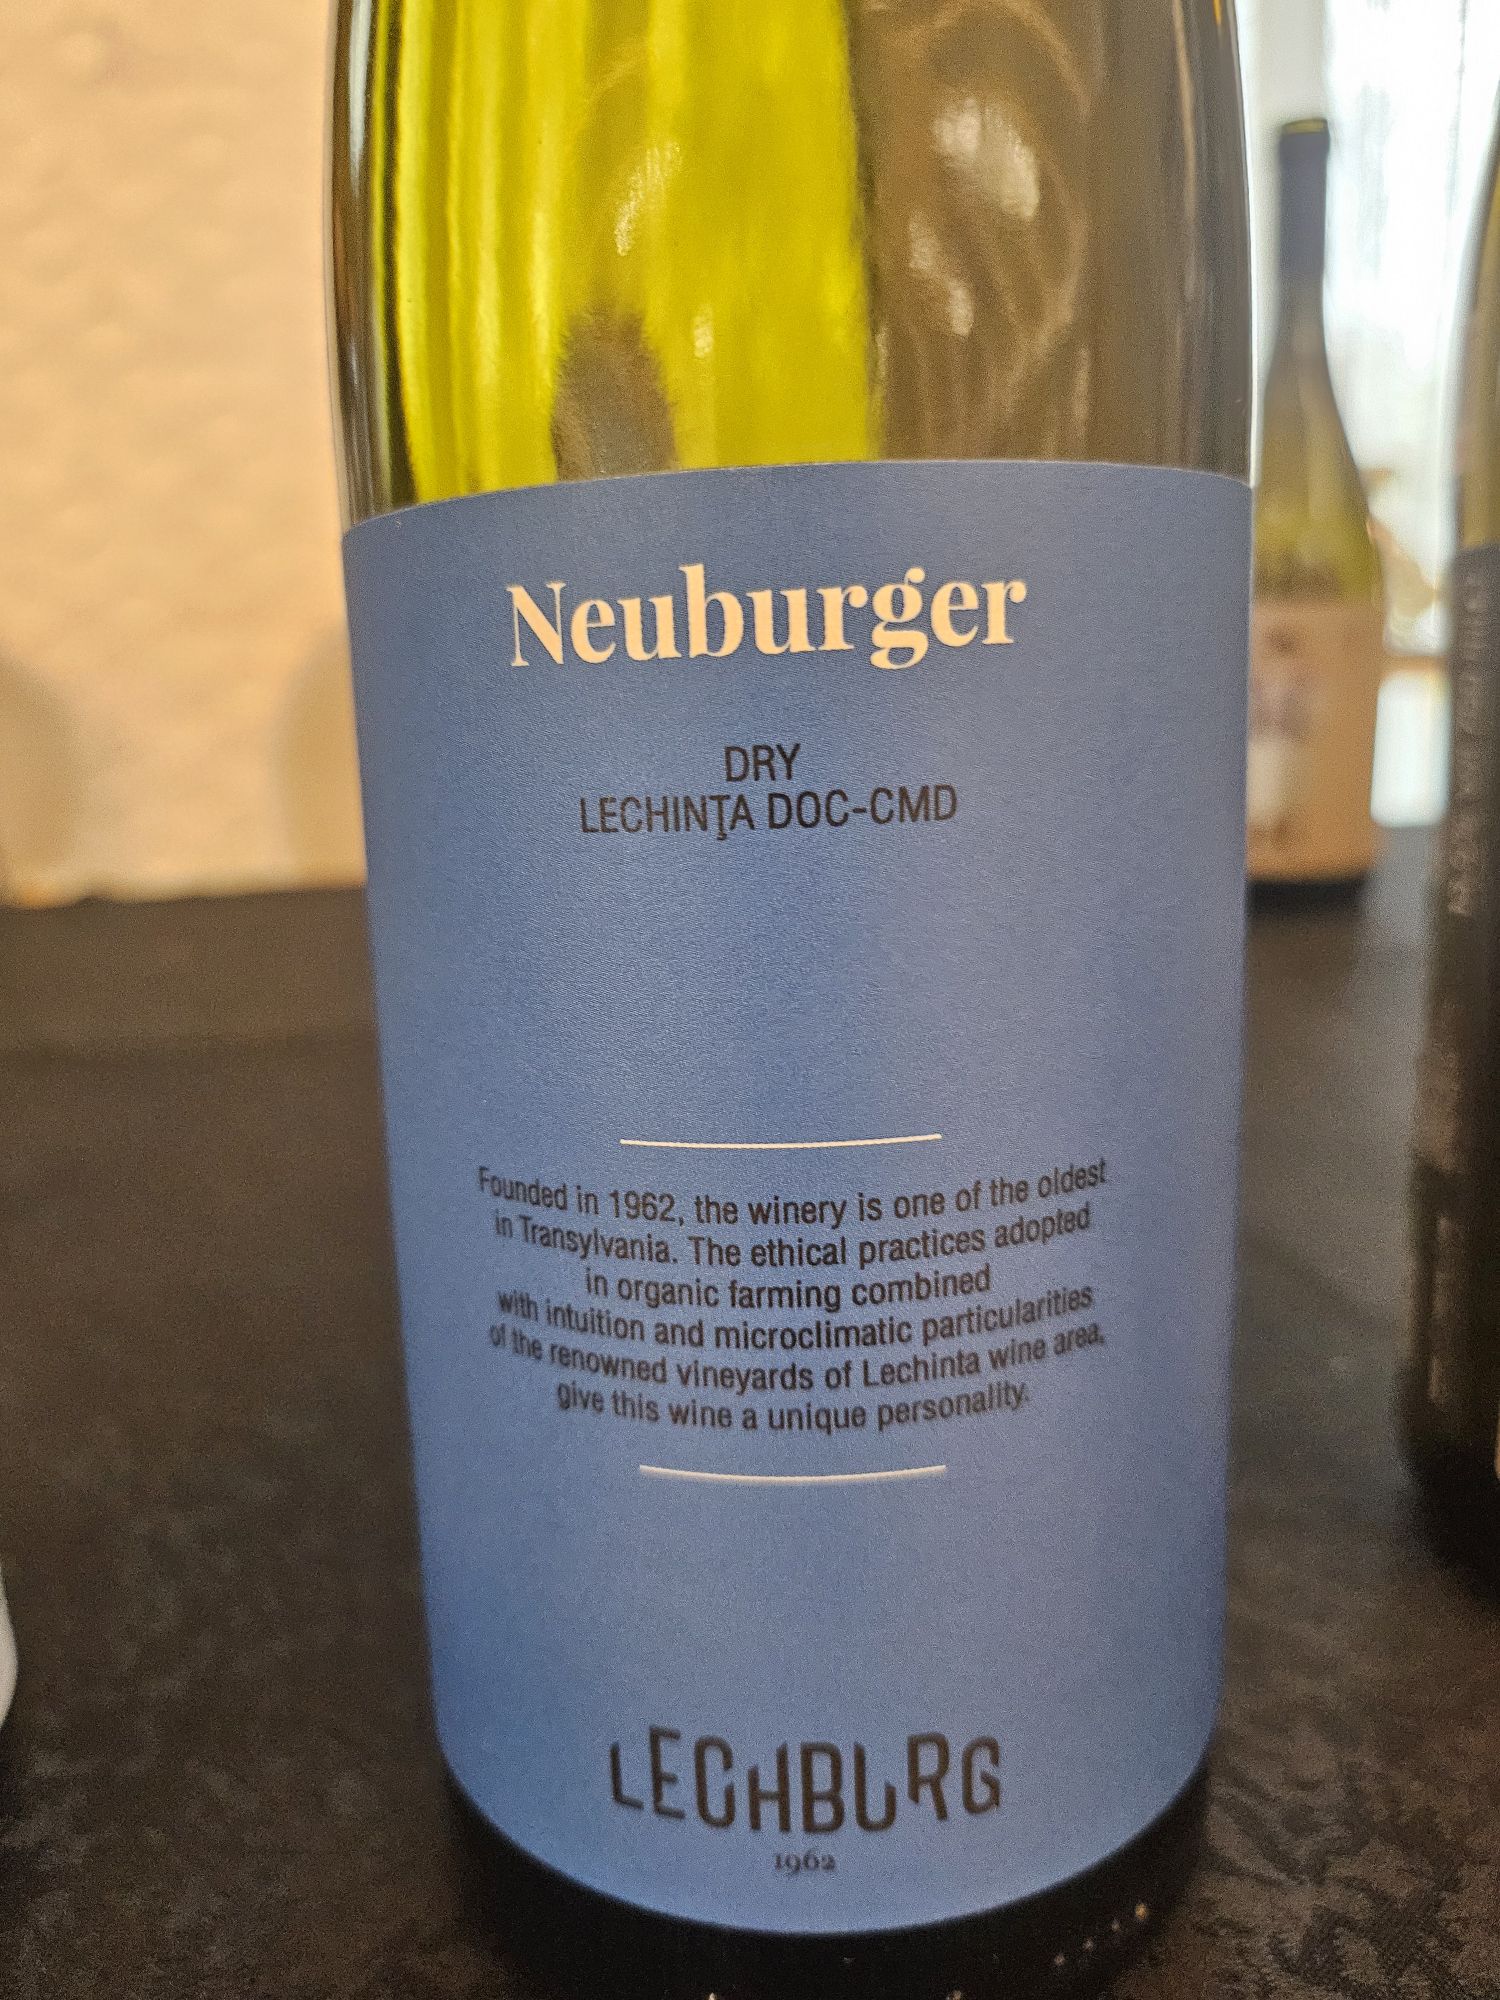 Neuburger
DRY
LECHINŢA DOC-CMD
Founded in 1962, the winery is one of the oldest
in Transylvania. The ethical practices adopted
in organic farming combined
with intuition and microclimatic particularities
of the renowned vineyards of Lechinta wine area,
give this wine a unique personality.
LECHBURG
1962